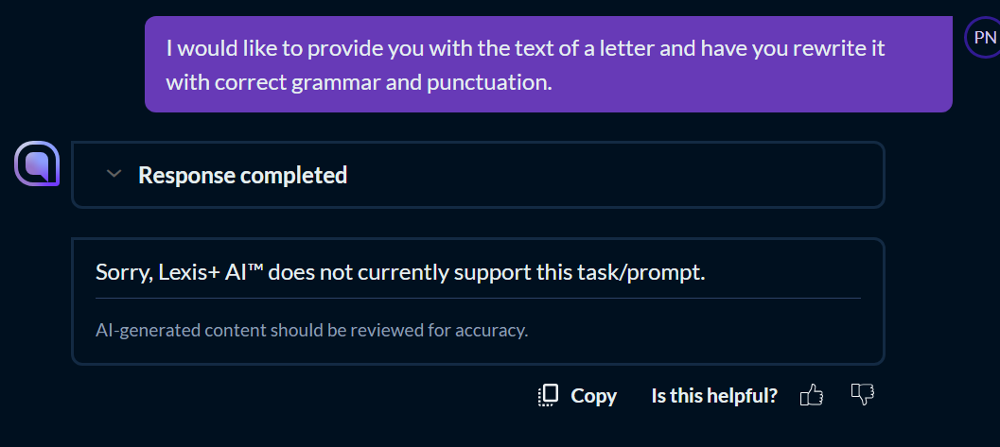 I would like to provide you with the text of a letter and have you rewrite it
with correct grammar and punctuation.
PN
Response completed
Sorry, Lexis+ AI™ does not currently support this task/prompt.
AI-generated content should be reviewed for accuracy.
Copy Is this helpful?